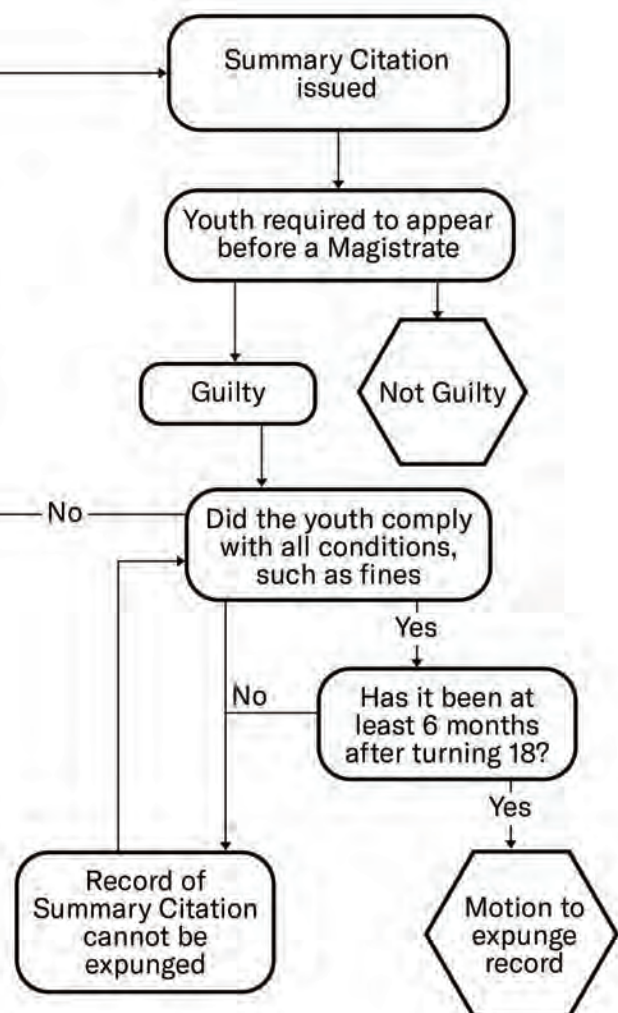 Summary Citation
issued
Youth required to appear
before a Magistrate
Guilty
Not Guilty
No
Did the youth comply
with all conditions,
such as fines
Yes
No
Has it been at
least 6 months
after turning 18?
Yes
Record of
Summary Citation
cannot be
expunged
Motion to
expunge
record